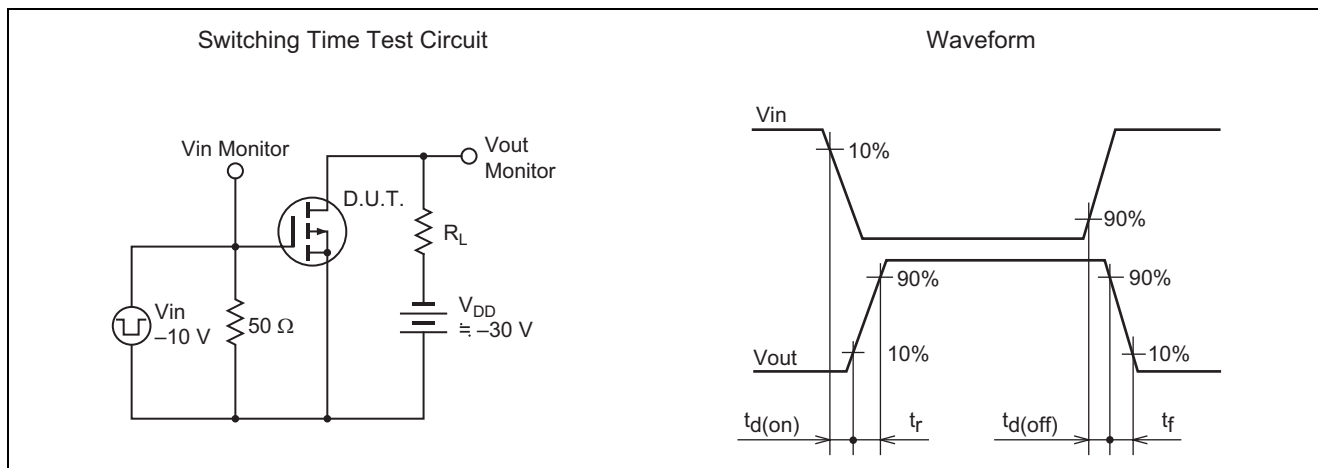 Switching Time Test Circuit
Vin Monitor
Vout
Monitor
D.U.T.
RL
Vin
–10 V
50 Ω
VDD
≒ –30 V
Waveform
Vin
10%
90%
90%
90%
10%
10%
Vout
td(on)
tr
td(off)
tf